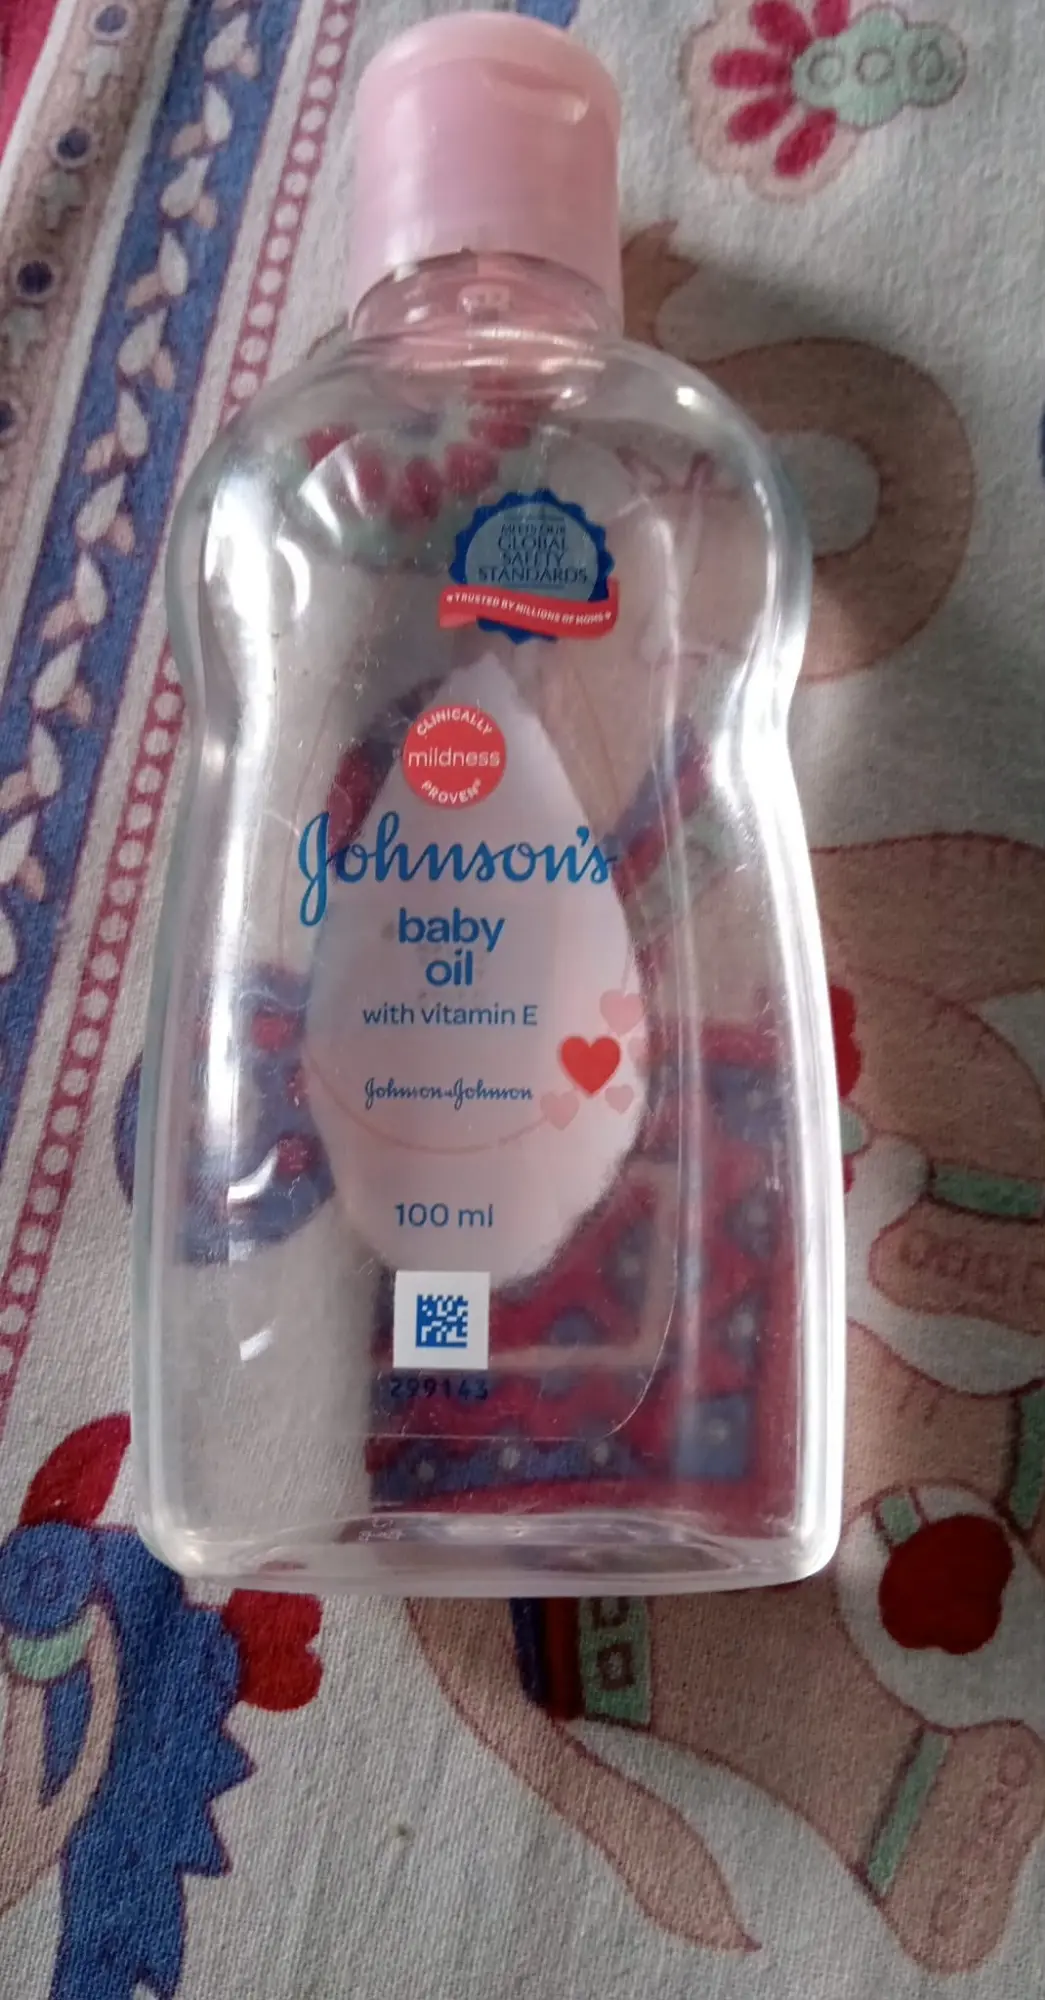 MEETS OUR
GLOBAL
SAFETY
STANDARDS
TRUSTED BY MILLIONS OF MOMS
CLINICALLY
mildness
PROVEN
Johnson's
baby
oil
with vitamin E
Johnson & Johnson
100 ml
299143